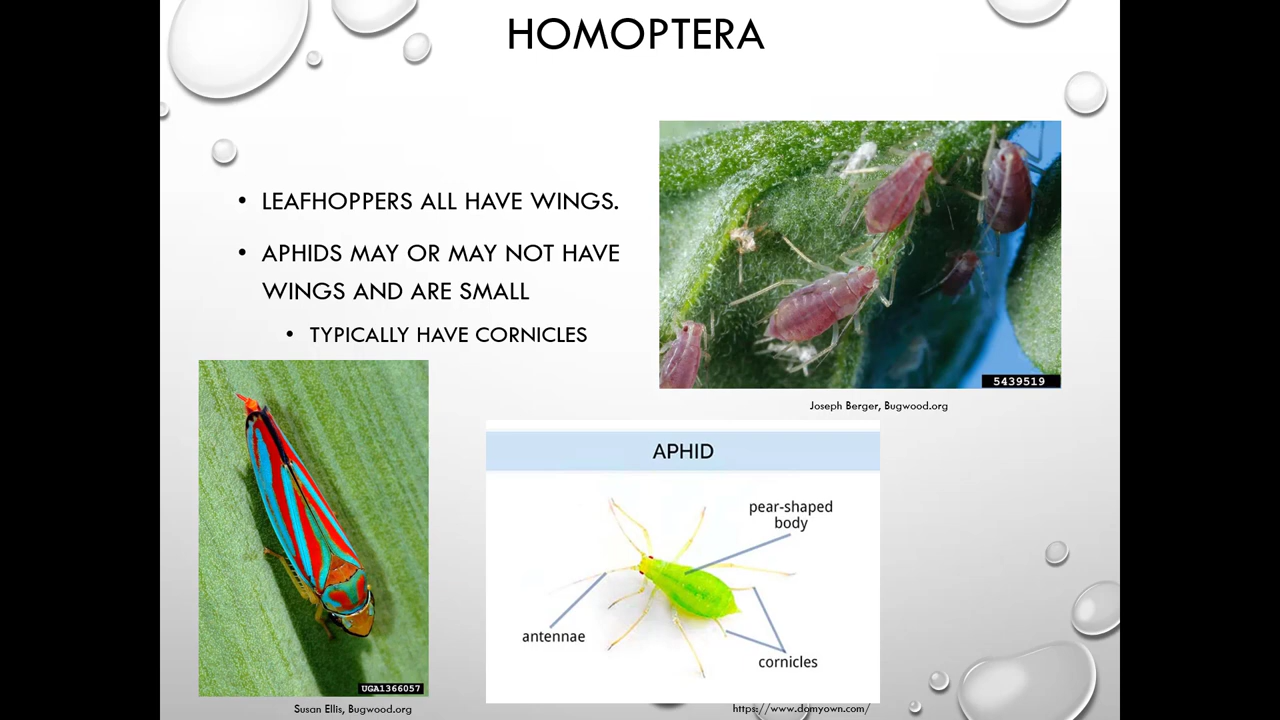 HOMOPTERA
• LEAFHOPPERS ALL HAVE WINGS.
• APHIDS MAY OR MAY NOT HAVE
WINGS AND ARE SMALL
• TYPICALLY HAVE CORNICLES
5439519
Joseph Berger, Bugwood.org
UGA1366057
Susan Ellis, Bugwood.org
APHID
pear-shaped
body
antennae
cornicles
https://www.domyown.com/